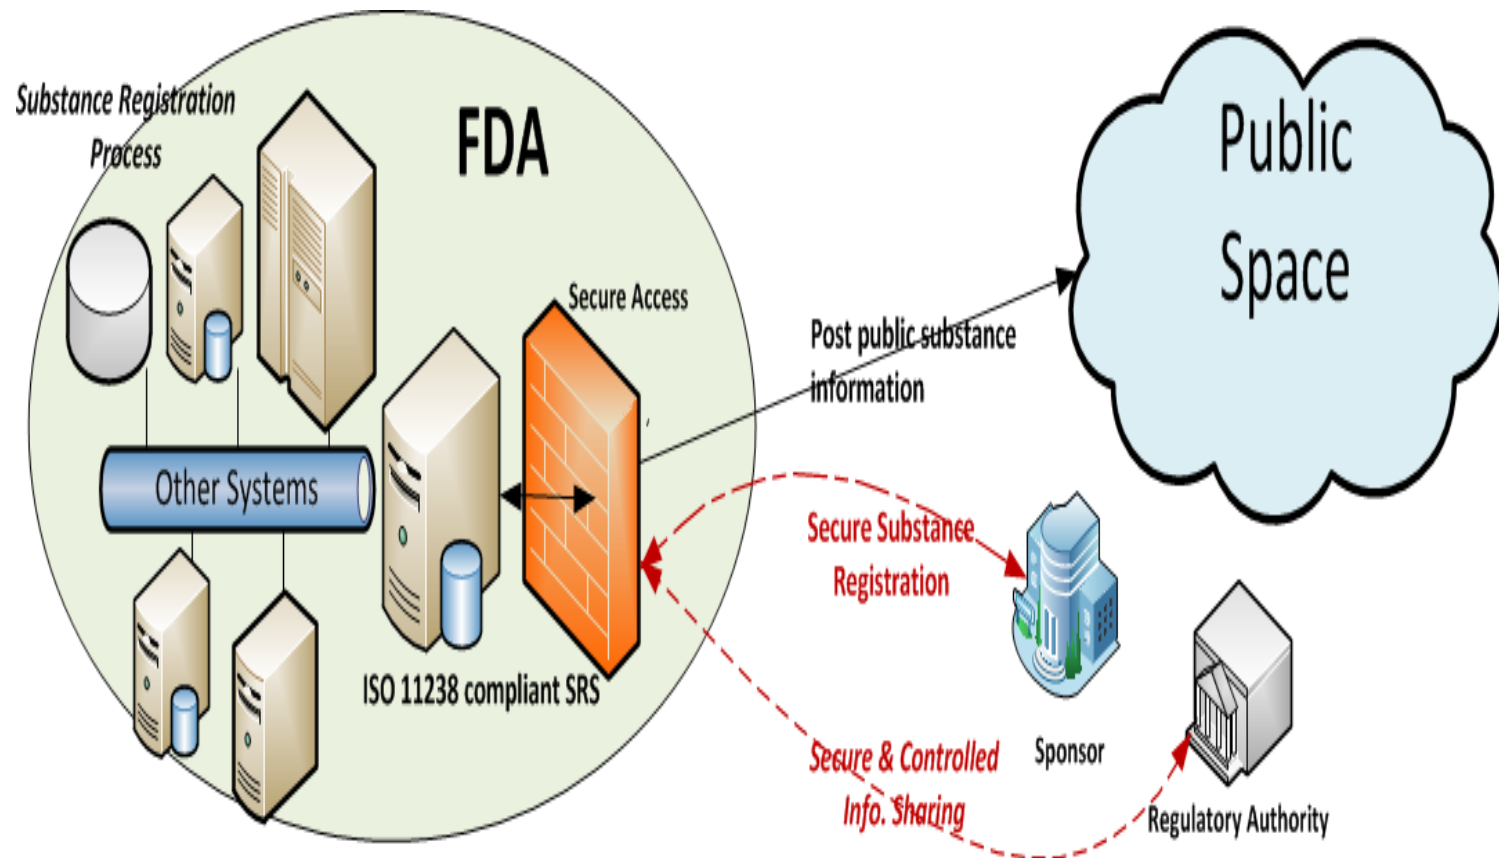 Substance Registration
Process
FDA
Public
Space
Secure Access
Post public substance
information
Other Systems
Secure Substance
Registration
ISO 11238 compliant SRS
Sponsor
Secure & Controlled
Info. Sharing
Regulatory Authority